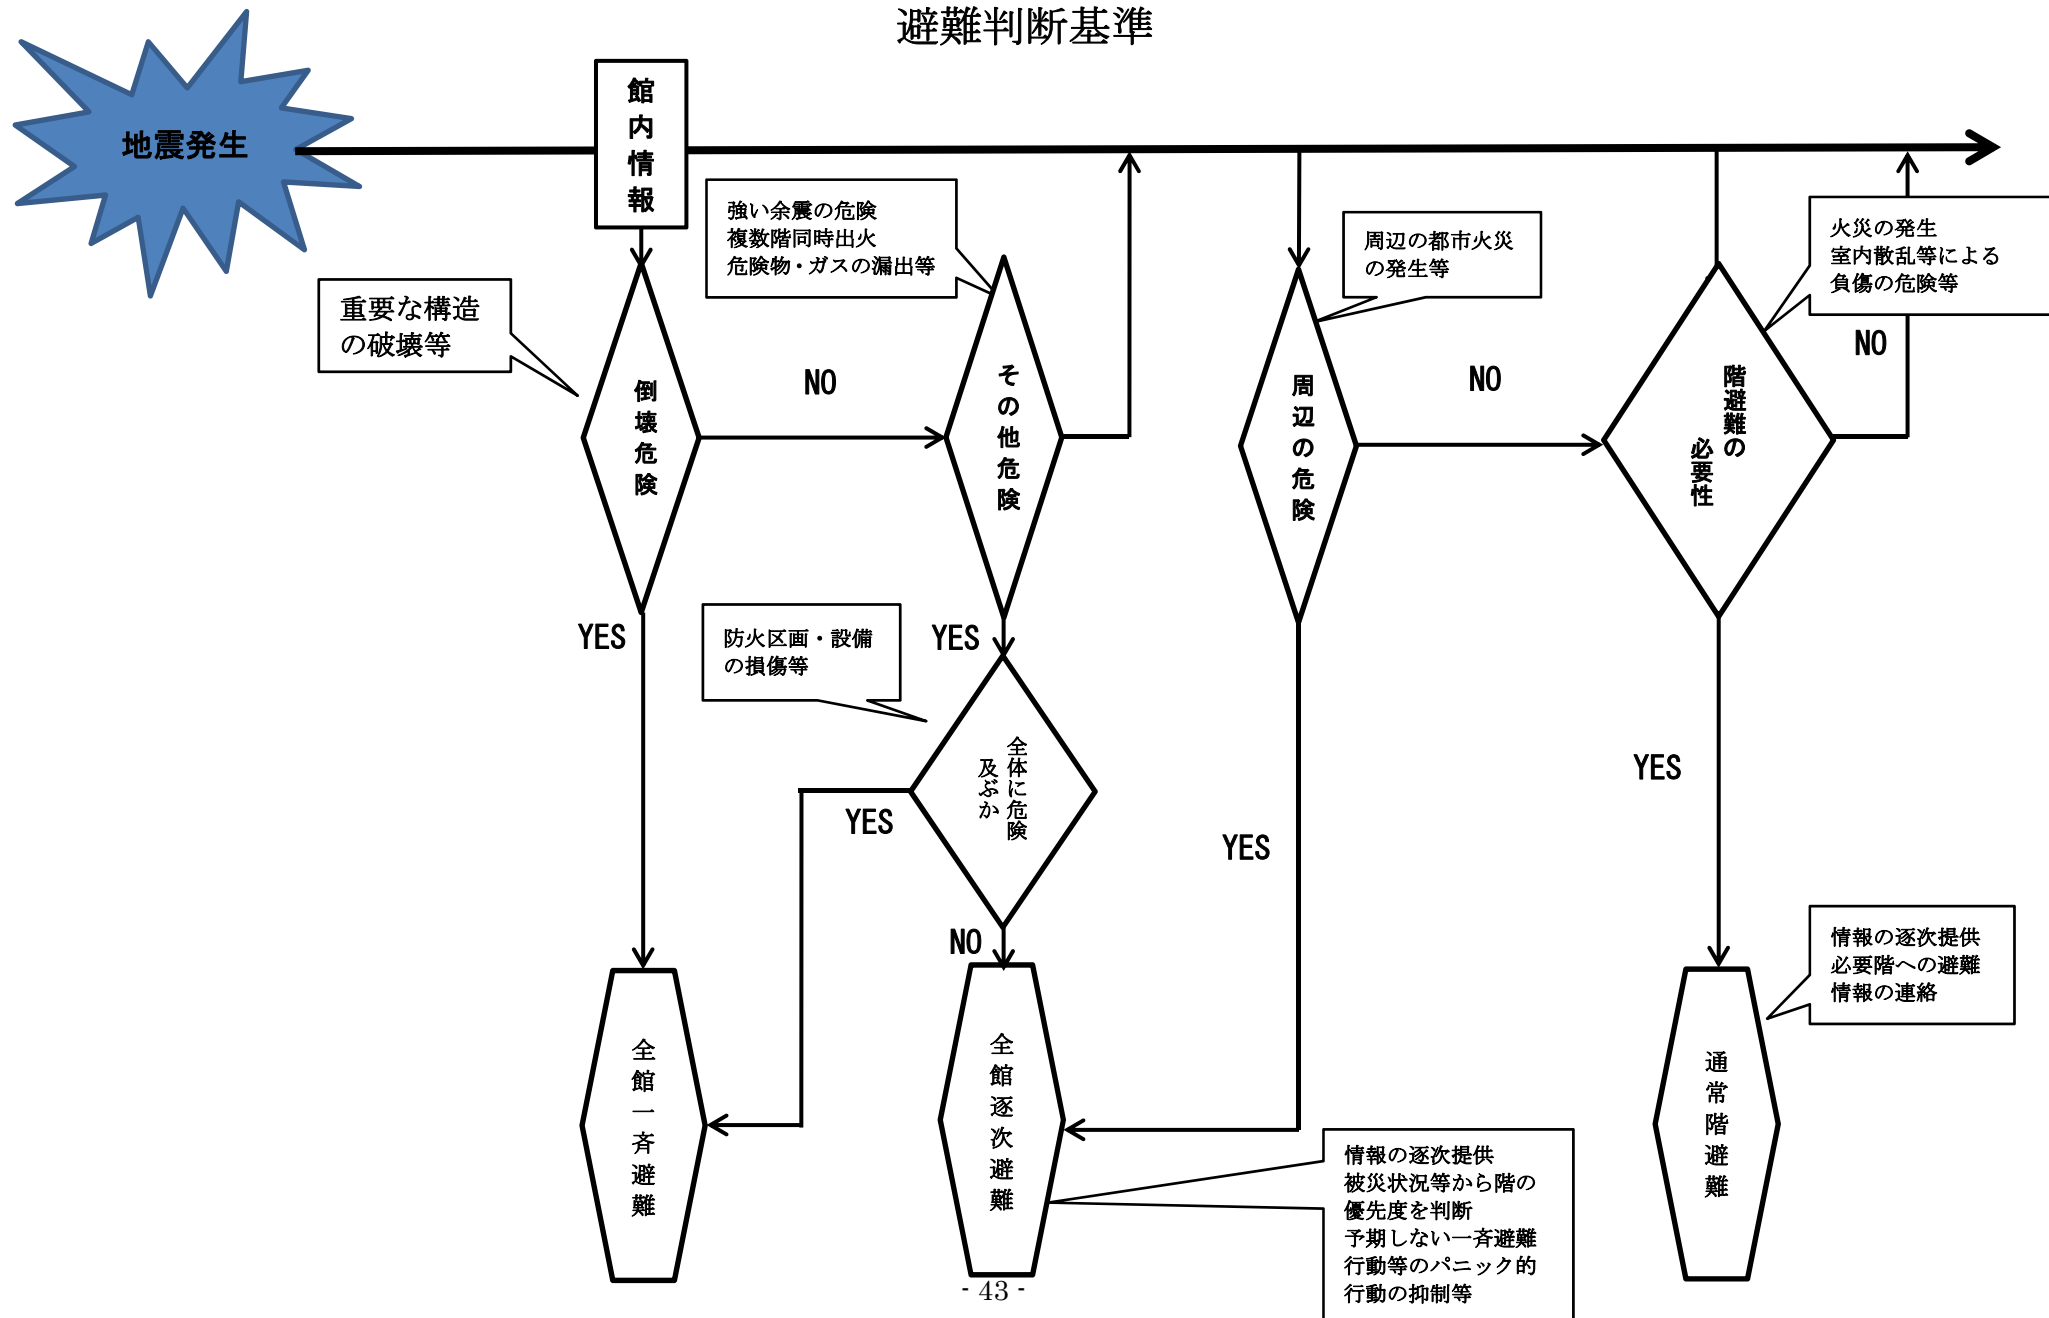 避難判断基準
地震発生
館内情報
強い余震の危険
複数階同時出火
危険物・ガスの漏出等
周辺の都市火災
の発生等
火災の発生
室内散乱等による
負傷の危険等
重要な構造
の破壊等
倒壊危険
NO
その他危険
周辺の危険
NO
階避難の
必要性
NO
YES
防火区画・設備
の損傷等
YES
全体に危険
及ぶか
YES
YES
YES
NO
情報の逐次提供
必要階への避難
情報の連絡
全館一斉避難
全館逐次避難
通常階避難
情報の逐次提供
被災状況等から階の
優先度を判断
予期しない一斉避難
行動等のパニック的
行動の抑制等
- 43 -